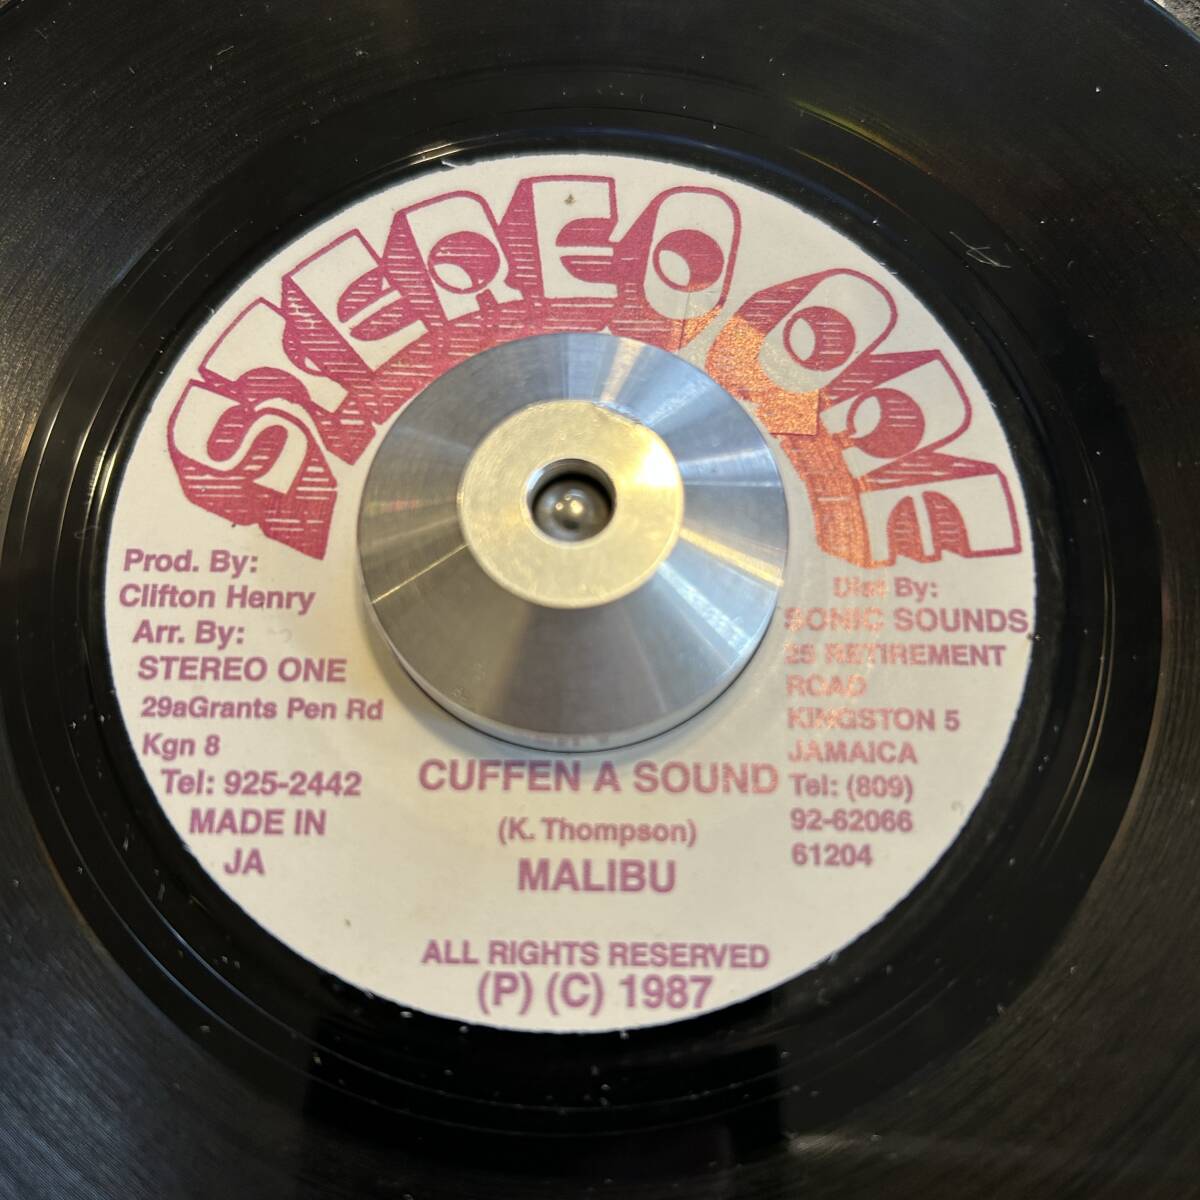 STEREO ONE
Prod. By:
Clifton Henry
Arr. By:
STEREO ONE
29aGrants Pen Rd
Kgn 8
Tel: 925-2442
MADE IN
JA
Dist By:
SONIC SOUNDS
25 RETIREMENT
ROAD
KINGSTON 5
JAMAICA
Tel: (809)
92-62066
61204
CUFFEN A SOUND
(K. Thompson)
MALIBU
ALL RIGHTS RESERVED
(P) (C) 1987